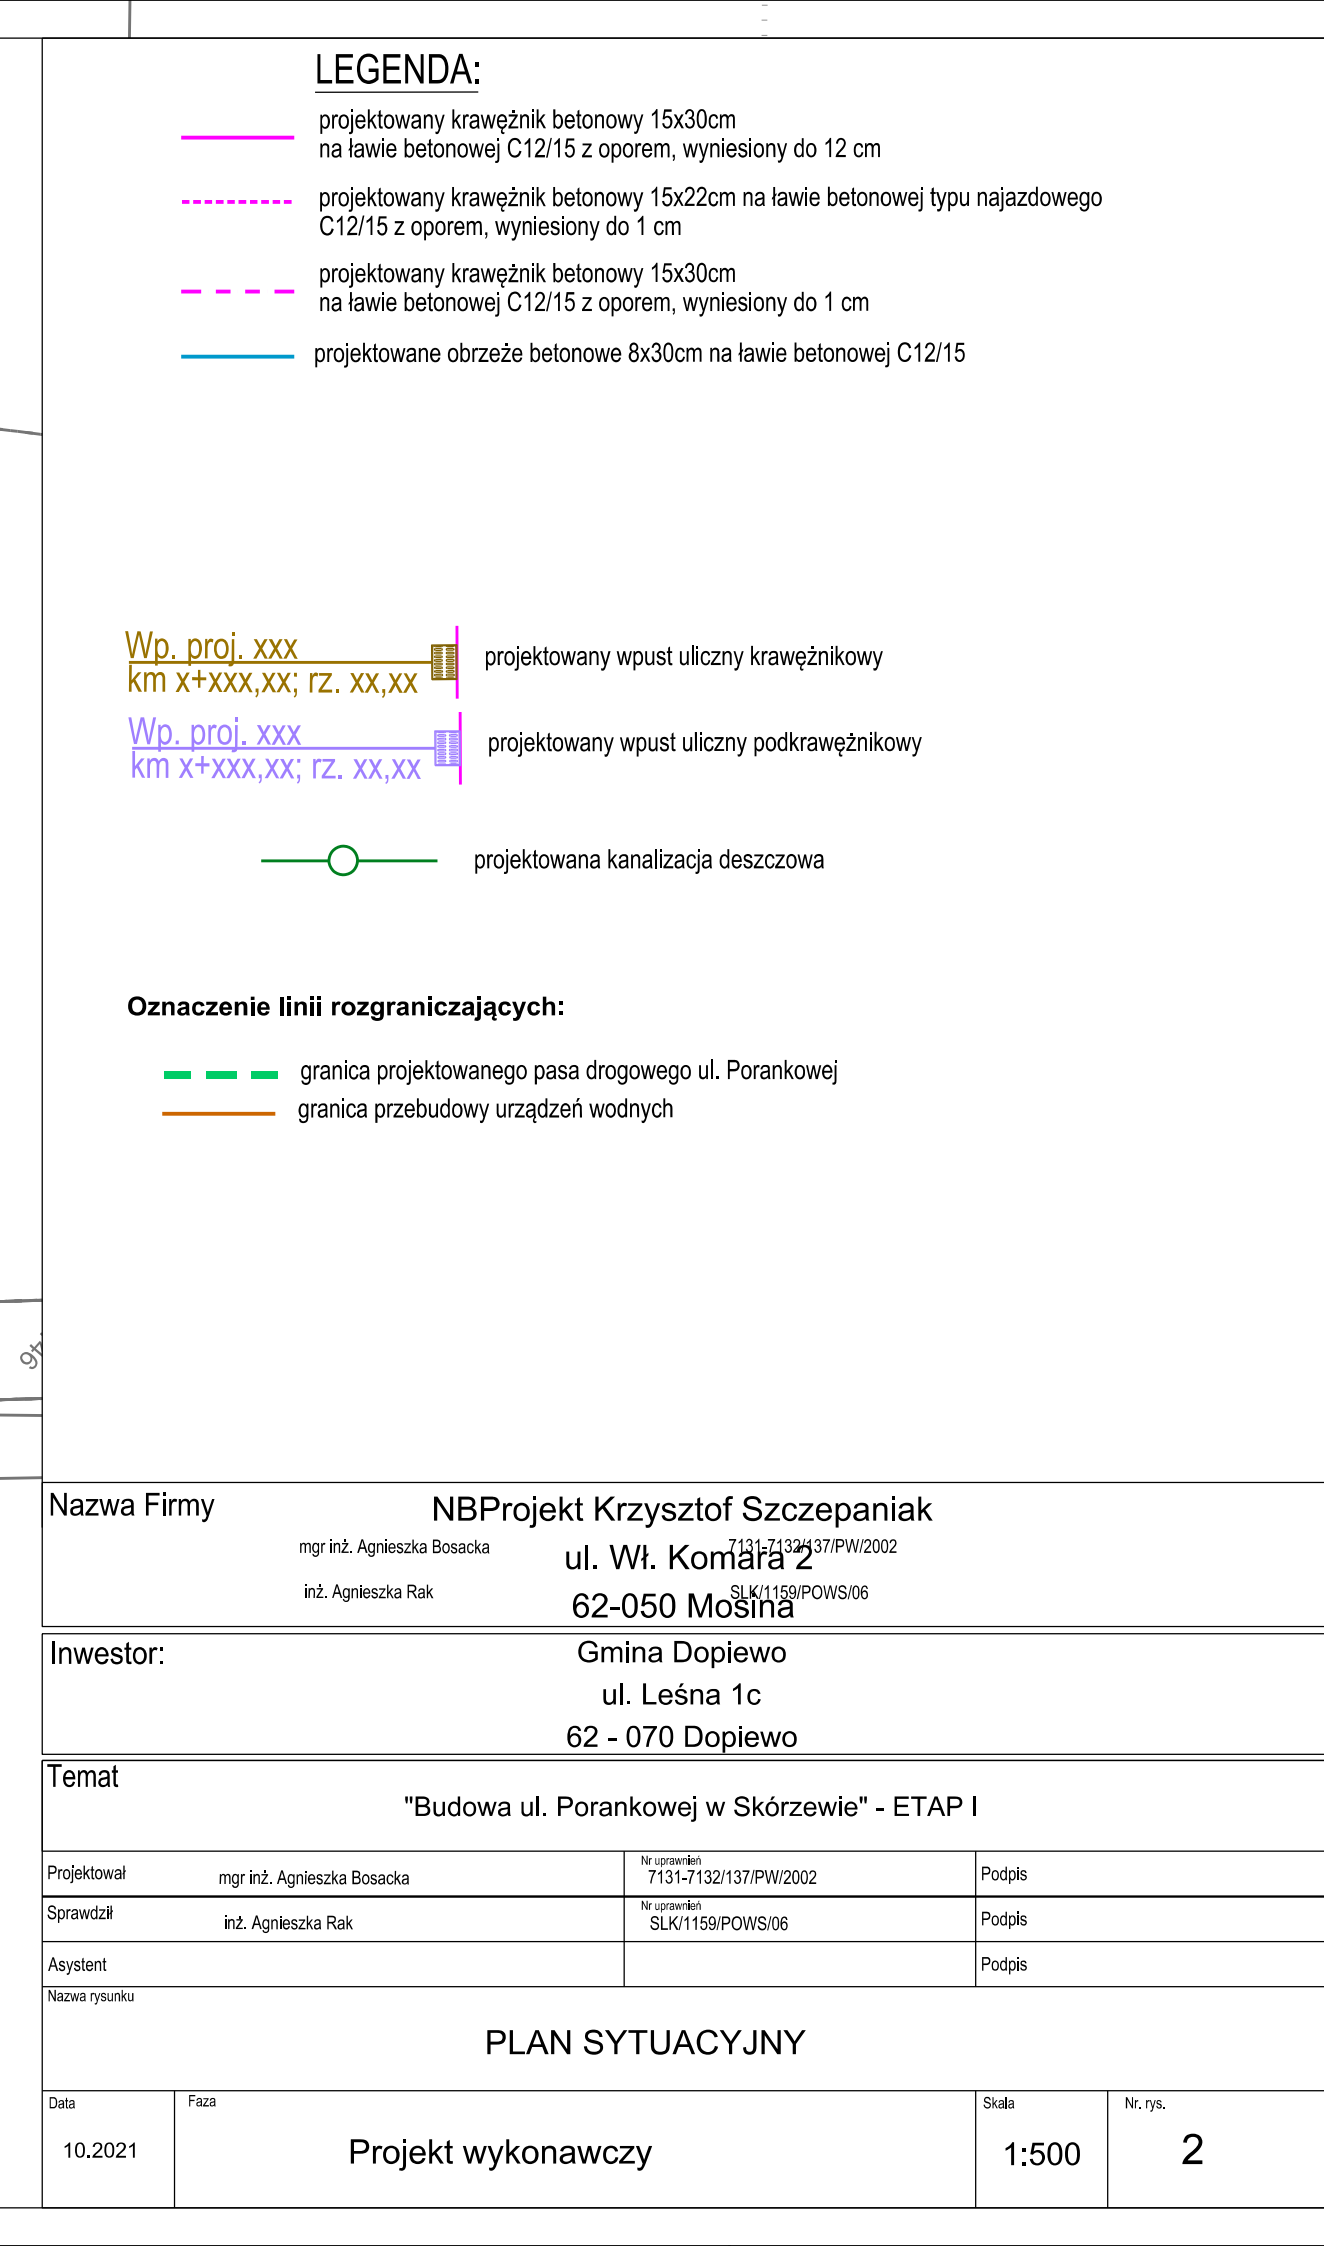 LEGENDA:
projektowany krawężnik betonowy 15x30cm
na ławie betonowej C12/15 z oporem, wyniesiony do 12 cm
projektowany krawężnik betonowy 15x22cm na ławie betonowej typu najazdowego
C12/15 z oporem, wyniesiony do 1 cm
projektowany krawężnik betonowy 15x30cm
na ławie betonowej C12/15 z oporem, wyniesiony do 1 cm
projektowane obrzeże betonowe 8x30cm na ławie betonowej C12/15
Wp. proj. xxx
km x+xxx,xx; rz. xx,xx
projektowany wpust uliczny krawężnikowy
Wp. proj. xxx
km x+xxx,xx; rz. xx,xx
projektowany wpust uliczny podkrawężnikowy
projektowana kanalizacja deszczowa
Oznaczenie linii rozgraniczających:
granica projektowanego pasa drogowego ul. Porankowej
granica przebudowy urządzeń wodnych
Nazwa Firmy
NBProjekt Krzysztof Szczepaniak
mgr inż. Agnieszka Bosacka
ul. Wł. Komara 2
7131-7132/137/PW/2002
inż. Agnieszka Rak
62-050 Mosina
SLK/1159/POWS/06
Inwestor:
Gmina Dopiewo
ul. Leśna 1c
62 - 070 Dopiewo
Temat
"Budowa ul. Porankowej w Skórzewie" - ETAP I
Projektował
mgr inż. Agnieszka Bosacka
Nr uprawnień
7131-7132/137/PW/2002
Podpis
Sprawdził
inż. Agnieszka Rak
Nr uprawnień
SLK/1159/POWS/06
Podpis
Asystent
Podpis
Nazwa rysunku
PLAN SYTUACYJNY
Data
10.2021
Faza
Projekt wykonawczy
Skala
1:500
Nr. rys.
2